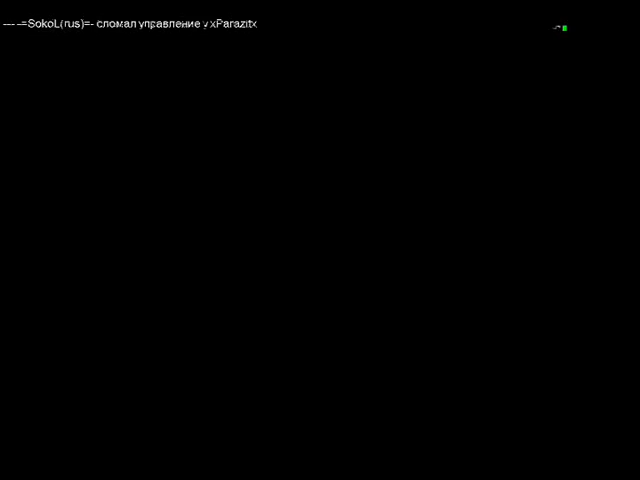 --- -=SokoL(rus)=- сломал управление у xParazitx